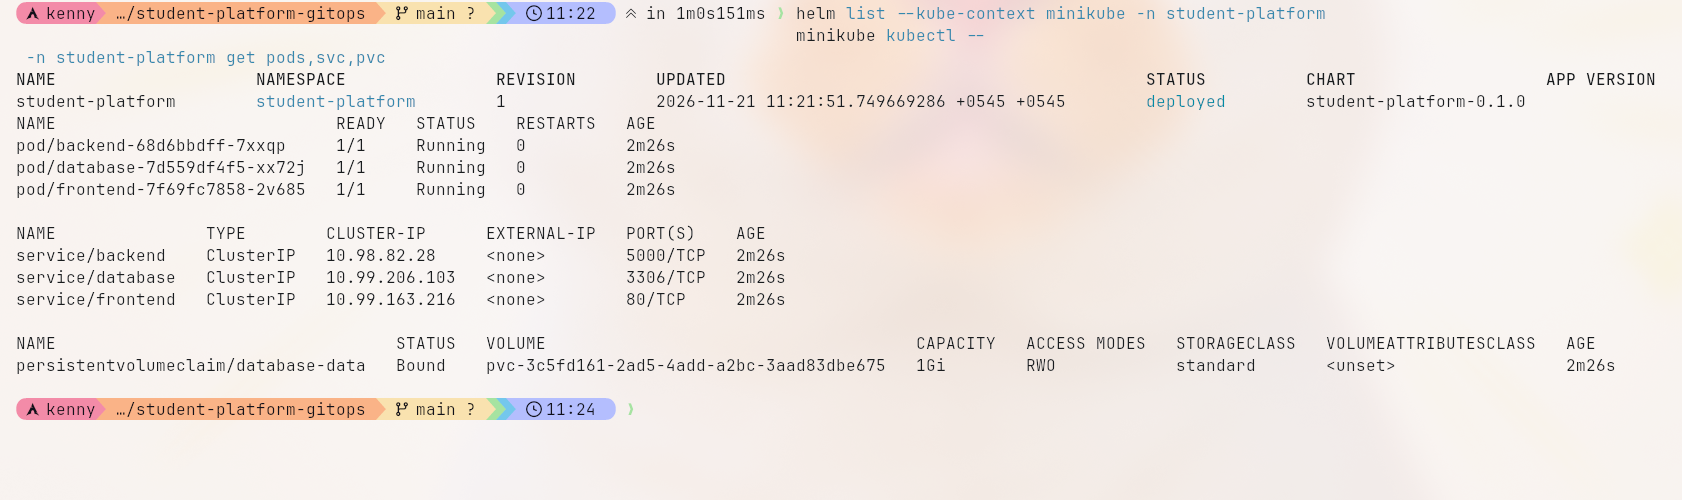 kenny …/student-platform-gitops main ? 11:22 in 1m0s151ms ❯ helm list --kube-context minikube -n student-platform
minikube kubectl --
-n student-platform get pods,svc,pvc
NAME NAMESPACE REVISION UPDATED STATUS CHART APP VERSION
student-platform student-platform 1 2026-11-21 11:21:51.749669286 +0545 +0545 deployed student-platform-0.1.0
NAME READY STATUS RESTARTS AGE
pod/backend-68d6bbdff-7xxqp 1/1 Running 0 2m26s
pod/database-7d559df4f5-xx72j 1/1 Running 0 2m26s
pod/frontend-7f69fc7858-2v685 1/1 Running 0 2m26s
NAME TYPE CLUSTER-IP EXTERNAL-IP PORT(S) AGE
service/backend ClusterIP 10.98.82.28 <none> 5000/TCP 2m26s
service/database ClusterIP 10.99.206.103 <none> 3306/TCP 2m26s
service/frontend ClusterIP 10.99.163.216 <none> 80/TCP 2m26s
NAME STATUS VOLUME CAPACITY ACCESS MODES STORAGECLASS VOLUMEATTRIBUTESCLASS AGE
persistentvolumeclaim/database-data Bound pvc-3c5fd161-2ad5-4add-a2bc-3aad83dbe675 1Gi RWO standard <unset> 2m26s
kenny …/student-platform-gitops main ? 11:24 ❯